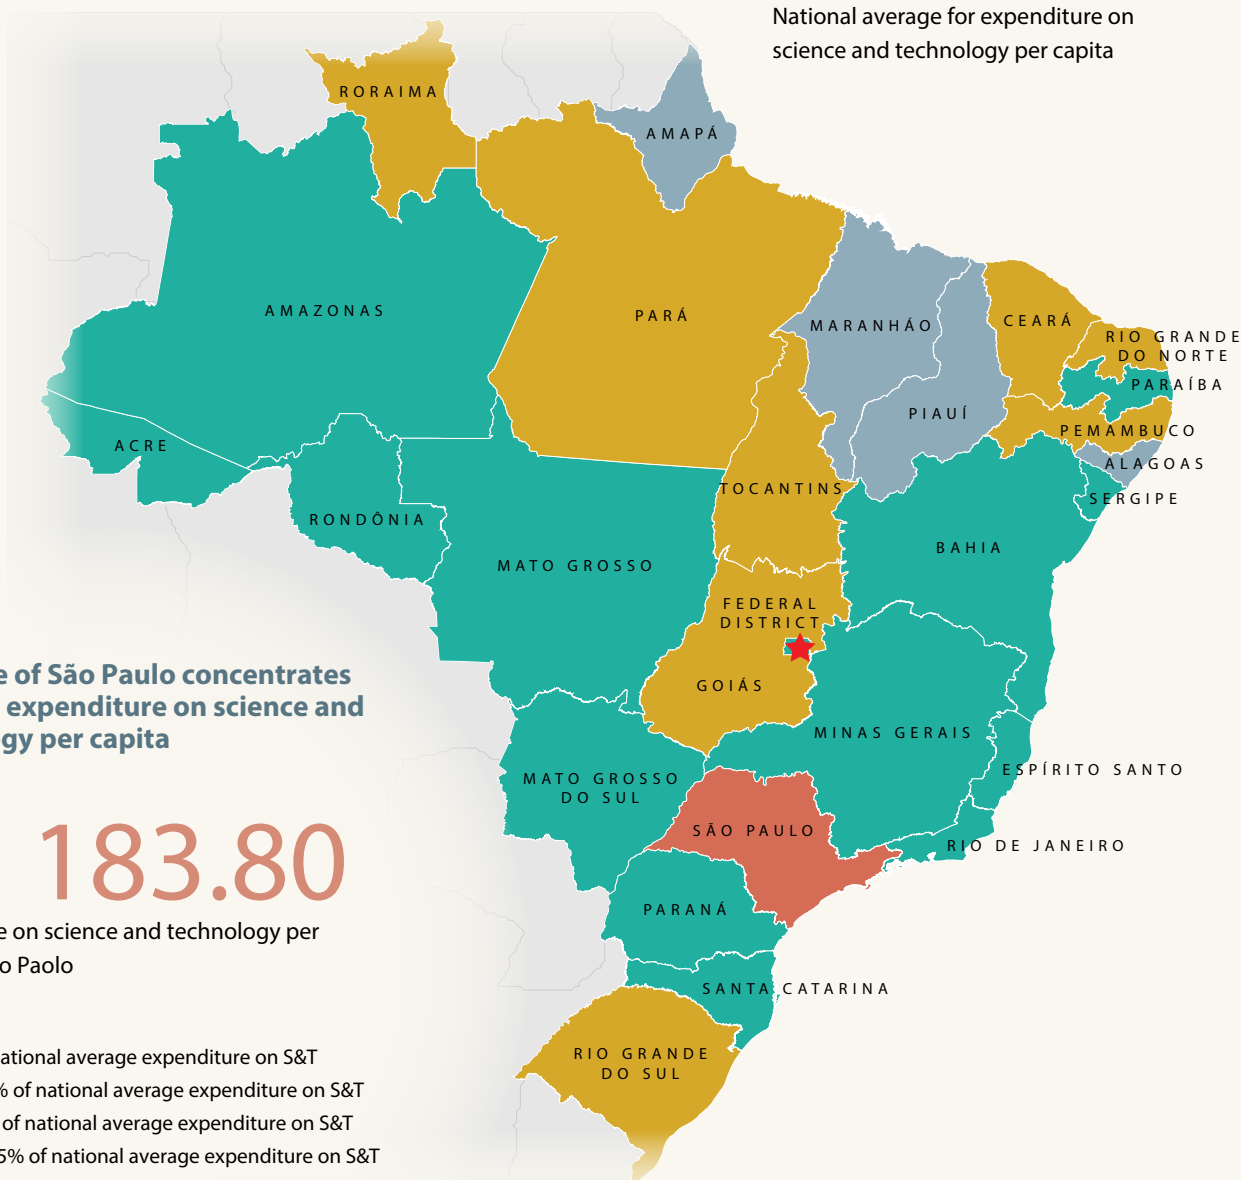 National average for expenditure on
science and technology per capita
RORAIMA
AMAPÁ
AMAZONAS
PARÁ
MARANHÁO
CEARÁ
RIO GRANDE
DO NORTE
PARAÍBA
PIAUÍ
PEMAMBUCO
ACRE
ALAGOAS
TOCANTINS
SERGIPE
RONDÔNIA
BAHIA
MATO GROSSO
FEDERAL
DISTRICT
GOIÁS
e of São Paulo concentrates
expenditure on science and
gy per capita
MINAS GERAIS
ESPÍRITO SANTO
MATO GROSSO
DO SUL
SÃO PAULO
RIO DE JANEIRO
183.80
PARANÁ
e on science and technology per
o Paolo
SANTA CATARINA
RIO GRANDE
DO SUL
ational average expenditure on S&T
% of national average expenditure on S&T
of national average expenditure on S&T
5% of national average expenditure on S&T